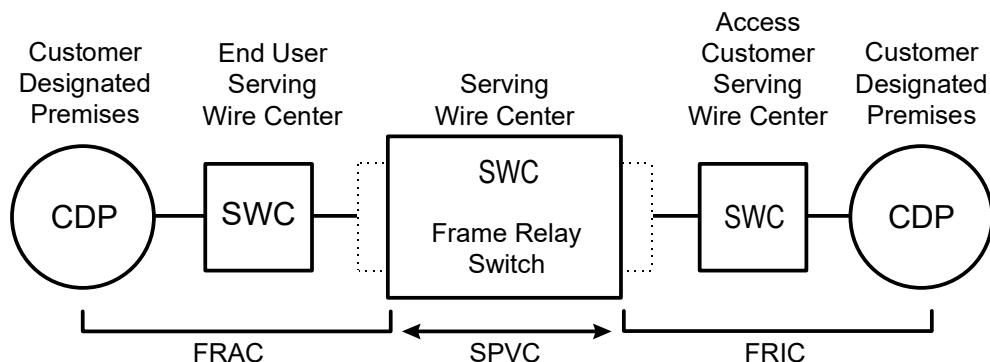 Customer
Designated
Premises
End User
Serving
Wire Center
Serving
Wire Center
Access
Customer
Serving
Wire Center
Customer
Designated
Premises
CDP
SWC
SWC
Frame Relay
Switch
SWC
CDP
FRAC
SPVC
FRIC